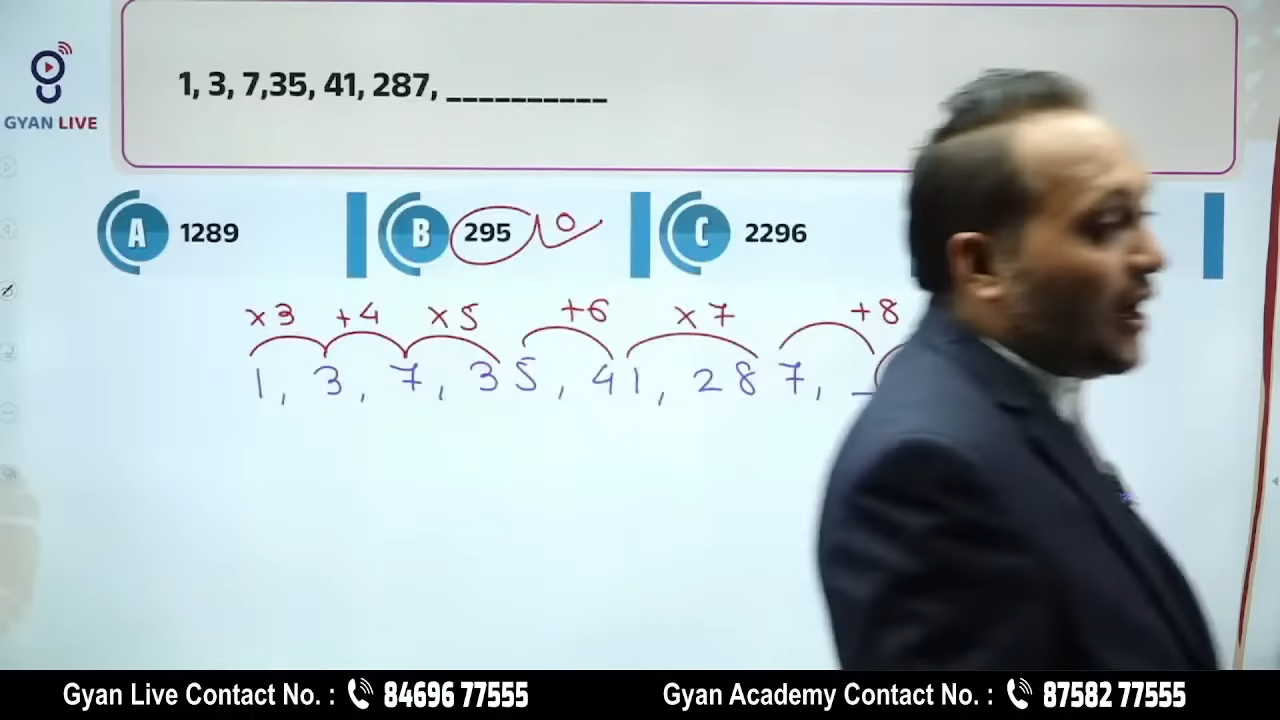 GYAN LIVE
1, 3, 7,35, 41, 287, __________
A 1289
B 295
C 2296
×3 +4 ×5 +6 ×7 +8
1, 3, 7, 35, 41, 287, _
Gyan Live Contact No. : 84696 77555
Gyan Academy Contact No. : 87582 77555